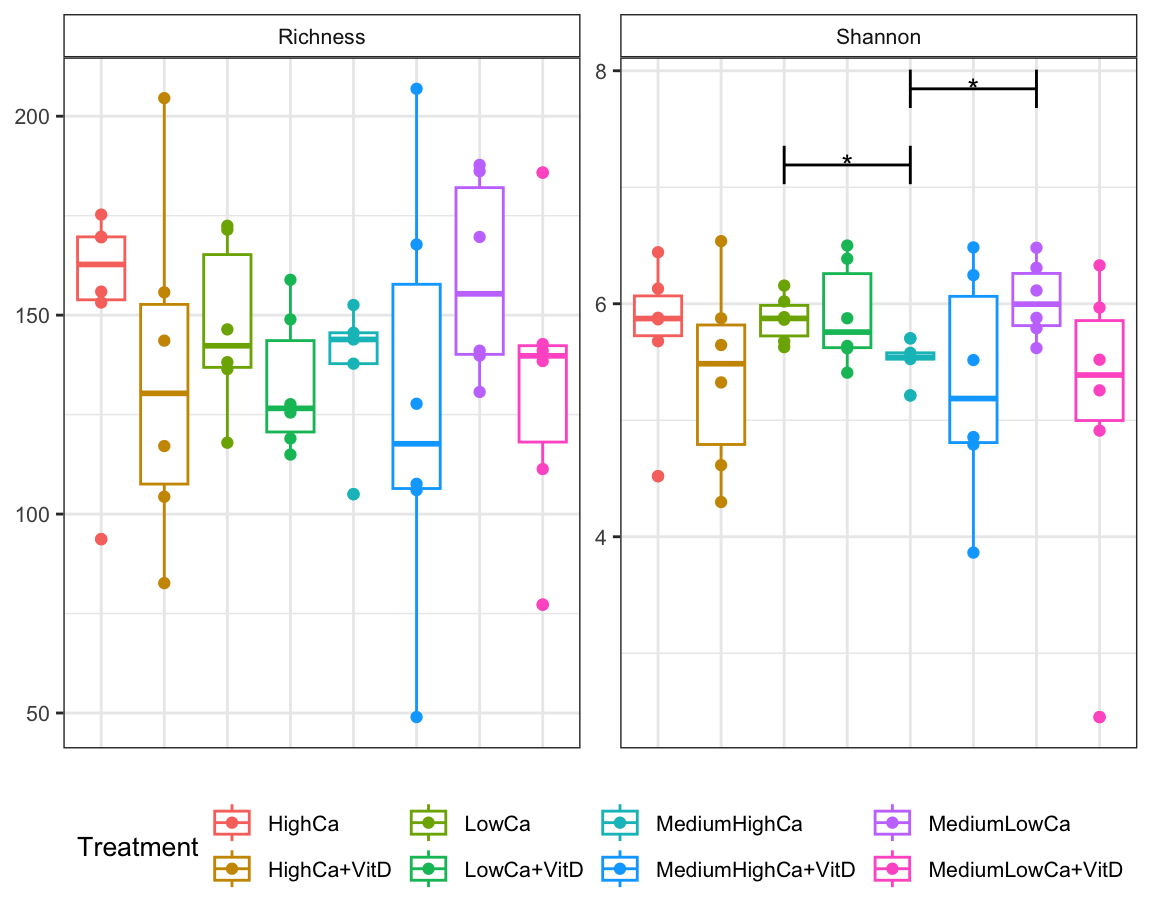 Richness Shannon
200
150
100
50
8
*
*
6
4
Treatment
HighCa LowCa MediumHighCa MediumLowCa
HighCa+VitD LowCa+VitD MediumHighCa+VitD MediumLowCa+VitD